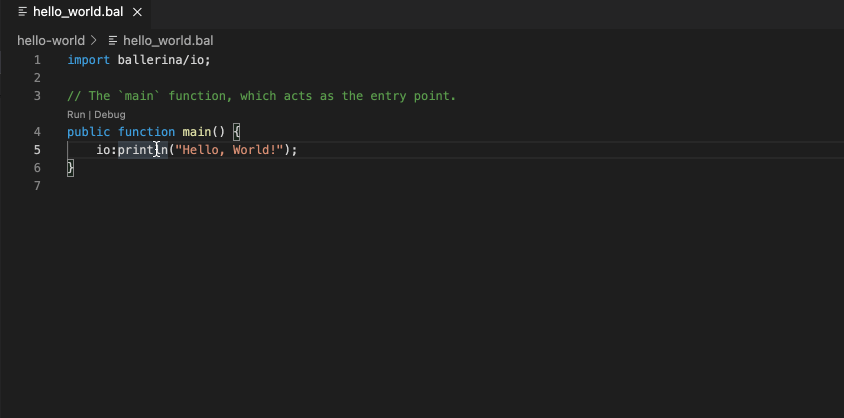 hello_world.bal
hello-world > hello_world.bal
1 import ballerina/io;
2
3 // The `main` function, which acts as the entry point.
Run | Debug
4 public function main() {
5     io:println("Hello, World!");
6 }
7